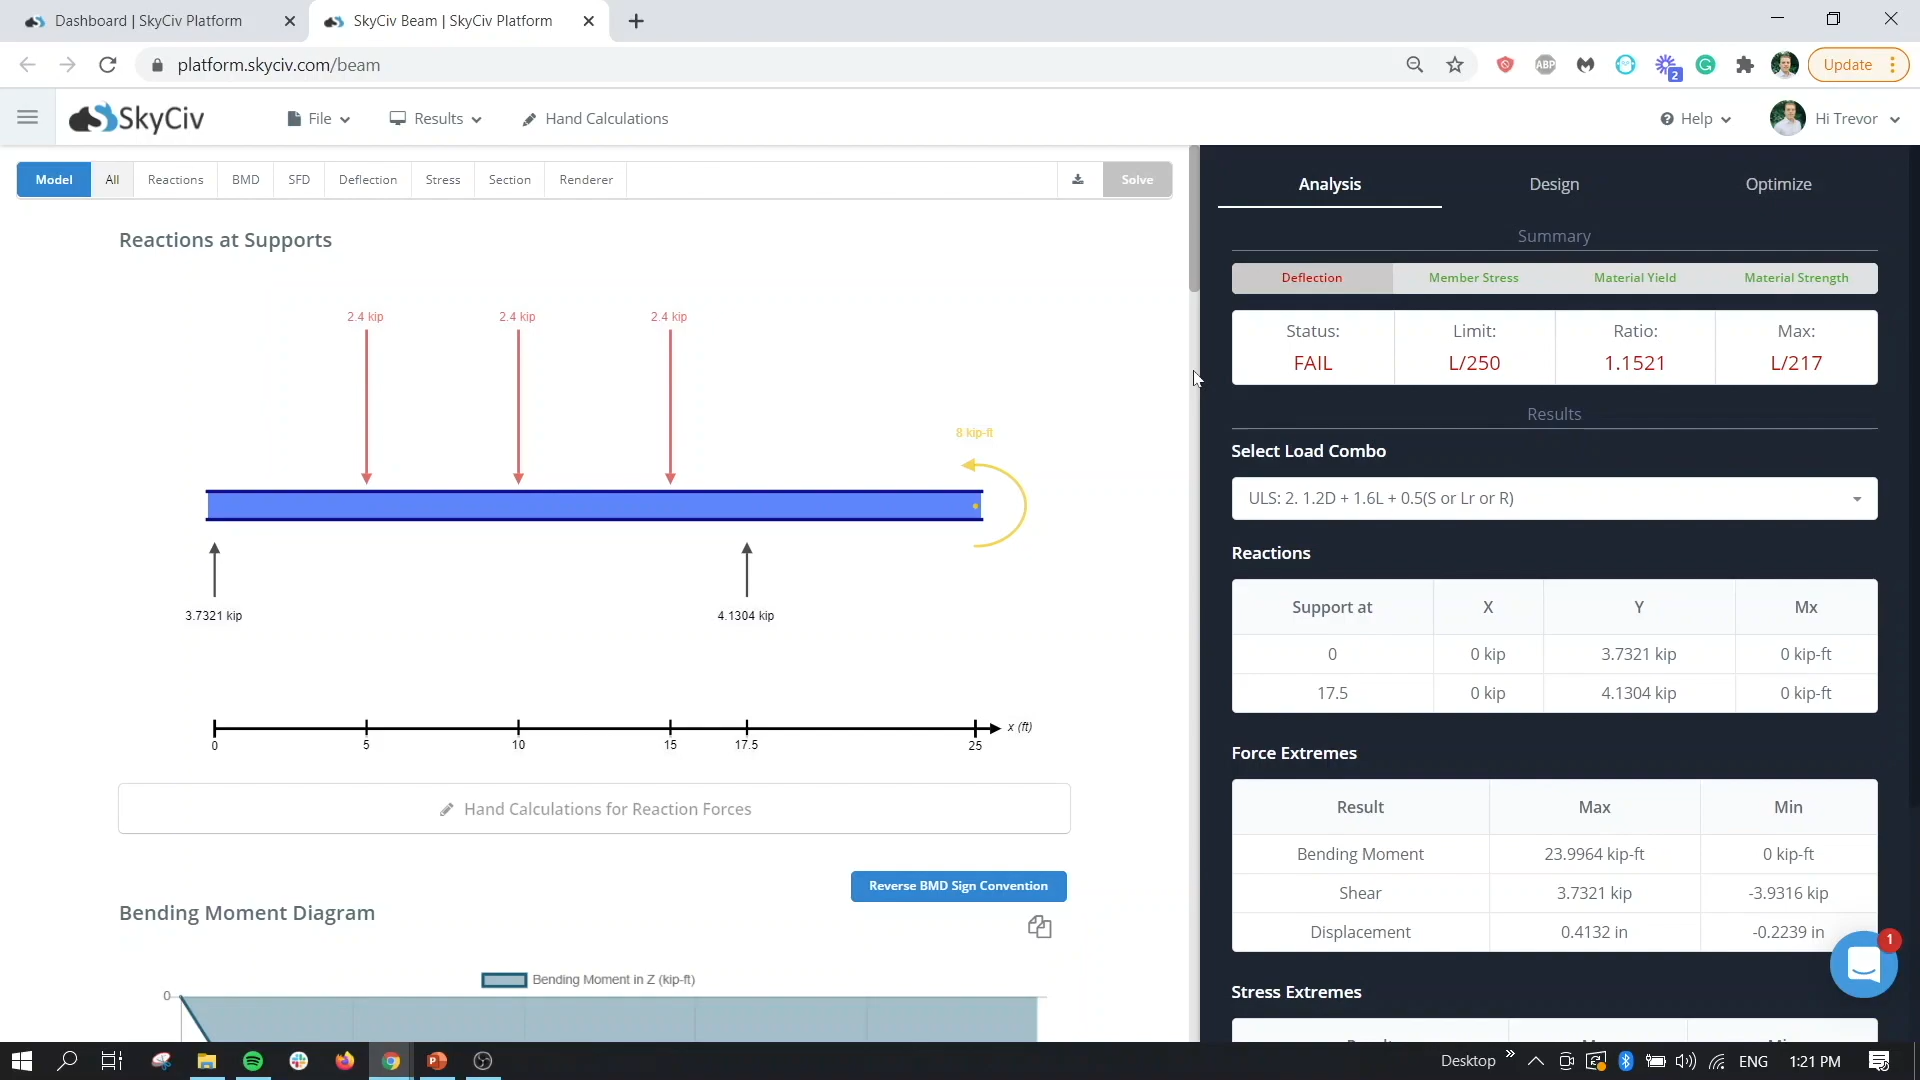 Dashboard | SkyCiv Platform
SkyCiv Beam | SkyCiv Platform
platform.skyciv.com/beam
ABP
2
Update
SkyCiv
File
Results
Hand Calculations
Help
Hi Trevor
Model
All
Reactions
BMD
SFD
Deflection
Stress
Section
Renderer
Solve
Reactions at Supports
2.4 kip
2.4 kip
2.4 kip
8 kip-ft
3.7321 kip
4.1304 kip
x (ft)
0
5
10
15
17.5
25
Hand Calculations for Reaction Forces
Reverse BMD Sign Convention
Bending Moment Diagram
Bending Moment in Z (kip-ft)
0
Analysis
Design
Optimize
Summary
Deflection
Member Stress
Material Yield
Material Strength
Status:
Limit:
Ratio:
Max:
FAIL
L/250
1.1521
L/217
Results
Select Load Combo
ULS: 2. 1.2D + 1.6L + 0.5(S or Lr or R)
Reactions
Support at X Y Mx
0 0 kip 3.7321 kip 0 kip-ft
17.5 0 kip 4.1304 kip 0 kip-ft
Force Extremes
Result Max Min
Bending Moment 23.9964 kip-ft 0 kip-ft
Shear 3.7321 kip -3.9316 kip
Displacement 0.4132 in -0.2239 in
1
Stress Extremes
Desktop
ENG
1:21 PM